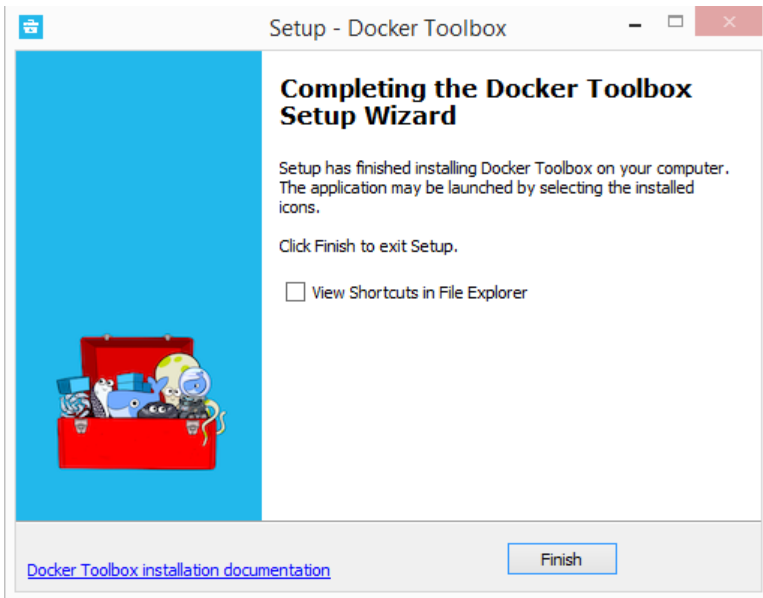 Setup - Docker Toolbox
Completing the Docker Toolbox
Setup Wizard
Setup has finished installing Docker Toolbox on your computer.
The application may be launched by selecting the installed
icons.
Click Finish to exit Setup.
View Shortcuts in File Explorer
Docker Toolbox installation documentation
Finish